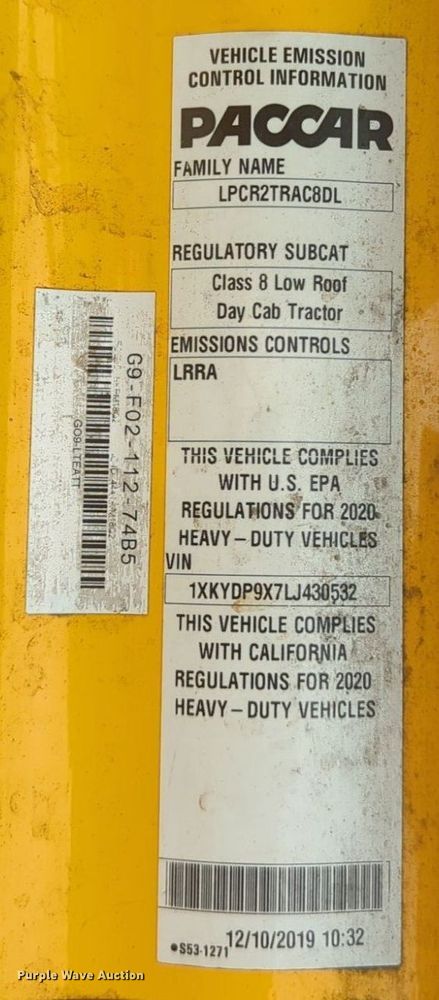 VEHICLE EMISSION
CONTROL INFORMATION
PACCAR
FAMILY NAME
LPCR2TRAC8DL
REGULATORY SUBCAT
Class 8 Low Roof
Day Cab Tractor
EMISSIONS CONTROLS
LRRA
THIS VEHICLE COMPLIES
WITH U.S. EPA
REGULATIONS FOR 2020
HEAVY-DUTY VEHICLES
VIN
1XKYDP9X7LJ430532
THIS VEHICLE COMPLIES
WITH CALIFORNIA
REGULATIONS FOR 2020
HEAVY-DUTY VEHICLES
S53-1271
12/10/2019 10:32
G9-F02-112-74B5
GO9-LTEATT
Purple Wave Auction